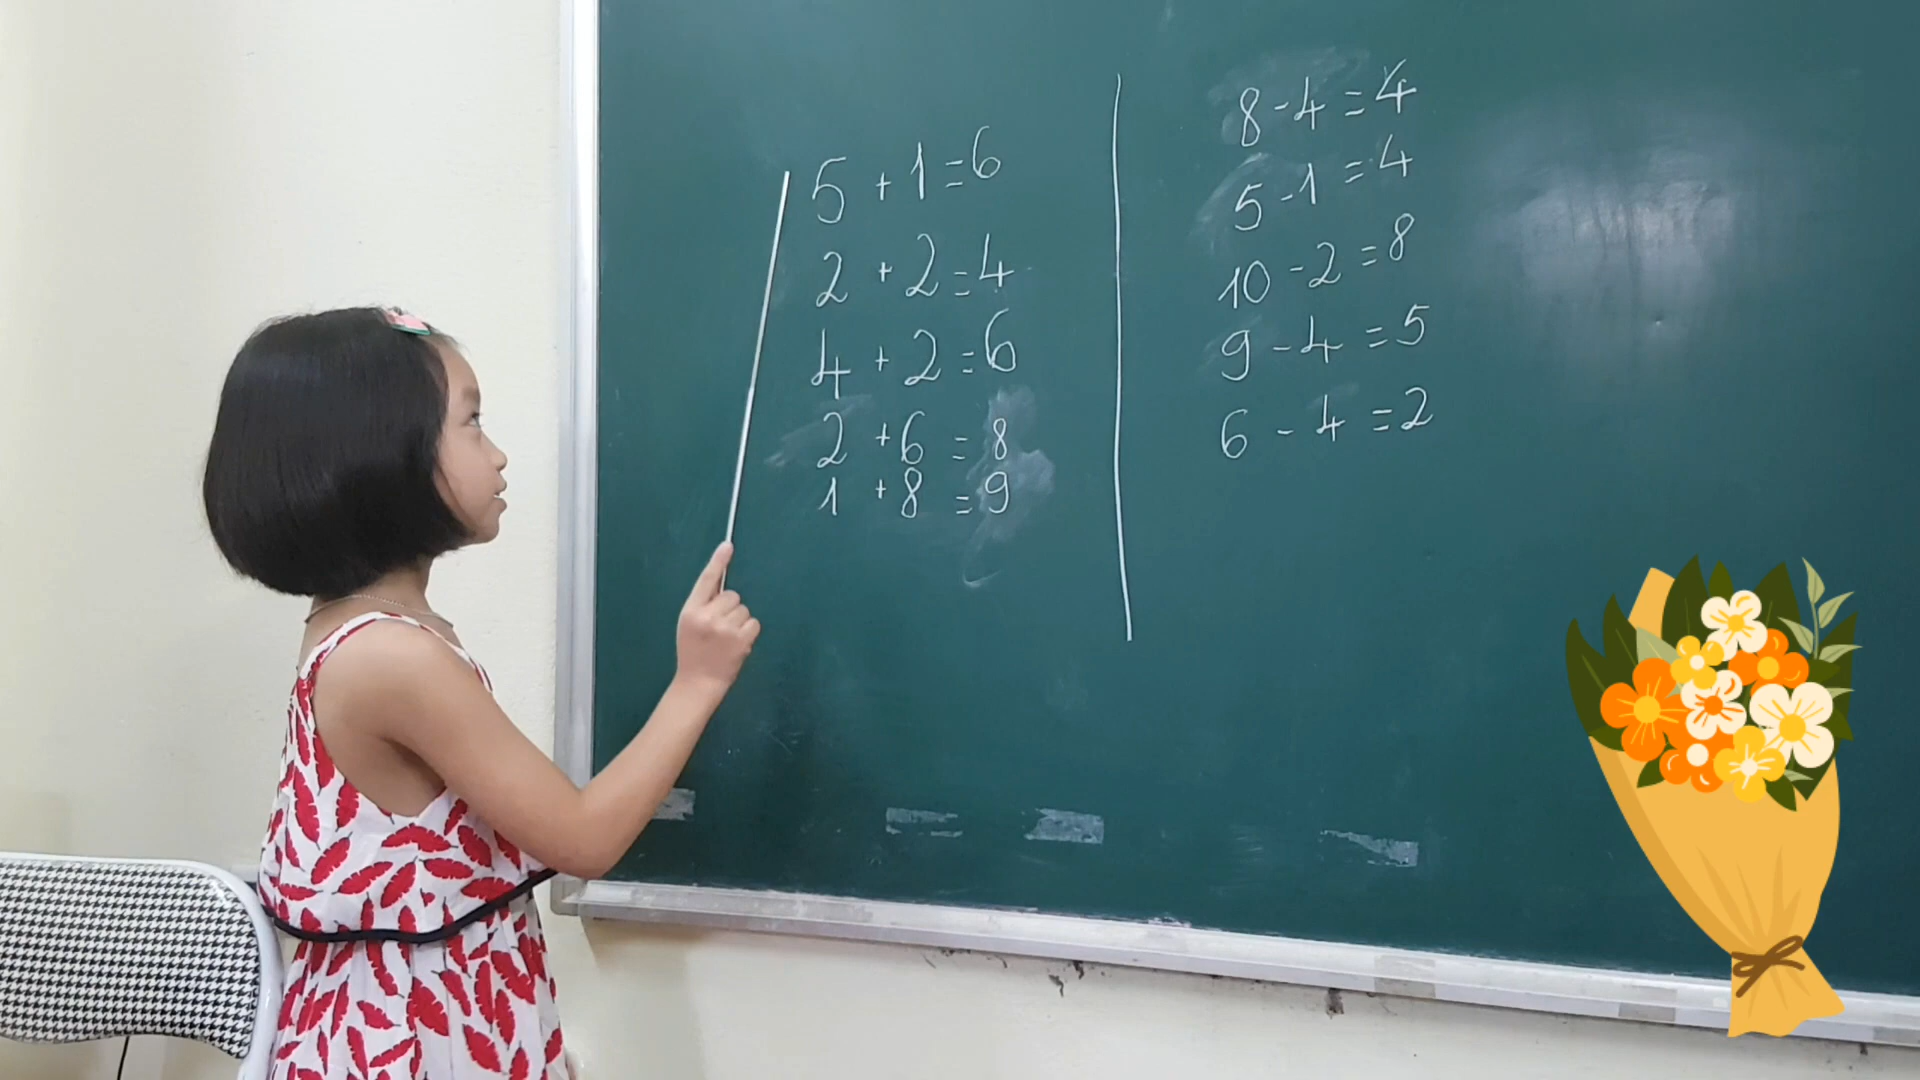 5 + 1 = 6
2 + 2 = 4
4 + 2 = 6
2 + 6 = 8
1 + 8 = 9
8 - 4 = 4
5 - 1 = 4
10 - 2 = 8
9 - 4 = 5
6 - 4 = 2